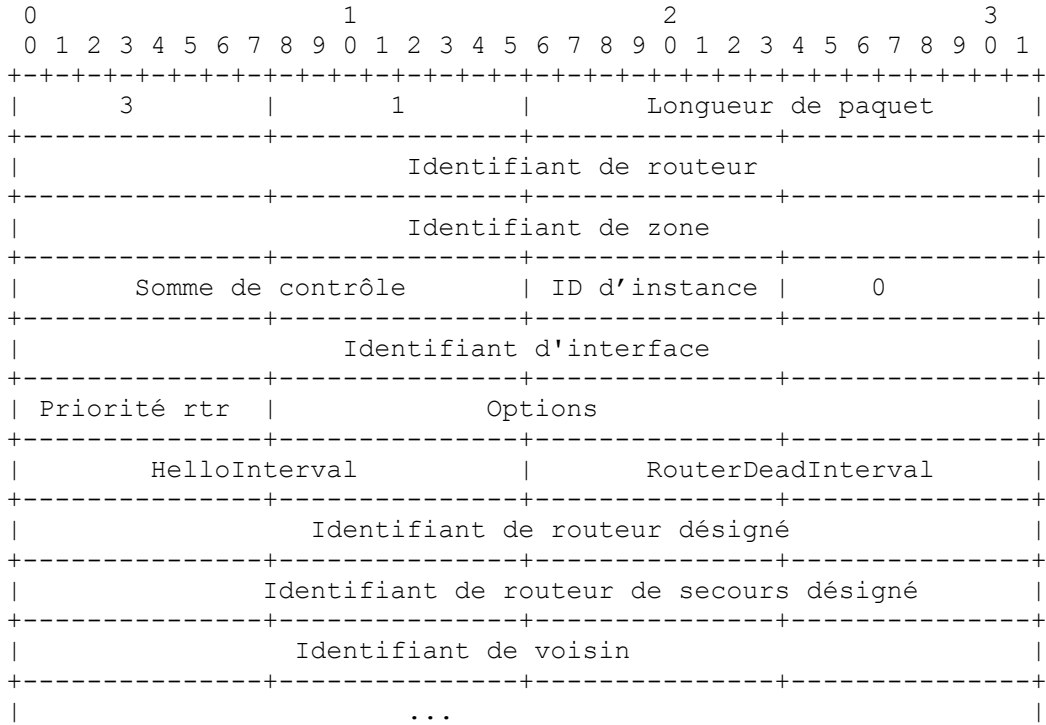 0                   1                   2                   3
 0 1 2 3 4 5 6 7 8 9 0 1 2 3 4 5 6 7 8 9 0 1 2 3 4 5 6 7 8 9 0 1
+-+-+-+-+-+-+-+-+-+-+-+-+-+-+-+-+-+-+-+-+-+-+-+-+-+-+-+-+-+-+-+-+
|      3        |       1       |       Longueur de paquet      |
+---------------+---------------+---------------+---------------+
|                        Identifiant de routeur                 |
+---------------+---------------+---------------+---------------+
|                        Identifiant de zone                    |
+---------------+---------------+---------------+---------------+
|       Somme de contrôle       | ID d’instance |     0         |
+---------------+---------------+---------------+---------------+
|                    Identifiant d'interface                    |
+---------------+---------------+---------------+---------------+
| Priorité rtr  |             Options                           |
+---------------+---------------+---------------+---------------+
|        HelloInterval          |       RouterDeadInterval      |
+---------------+---------------+---------------+---------------+
|                  Identifiant de routeur désigné               |
+---------------+---------------+---------------+---------------+
|               Identifiant de routeur de secours désigné       |
+---------------+---------------+---------------+---------------+
|                 Identifiant de voisin                         |
+---------------+---------------+---------------+---------------+
|                        ...                                    |